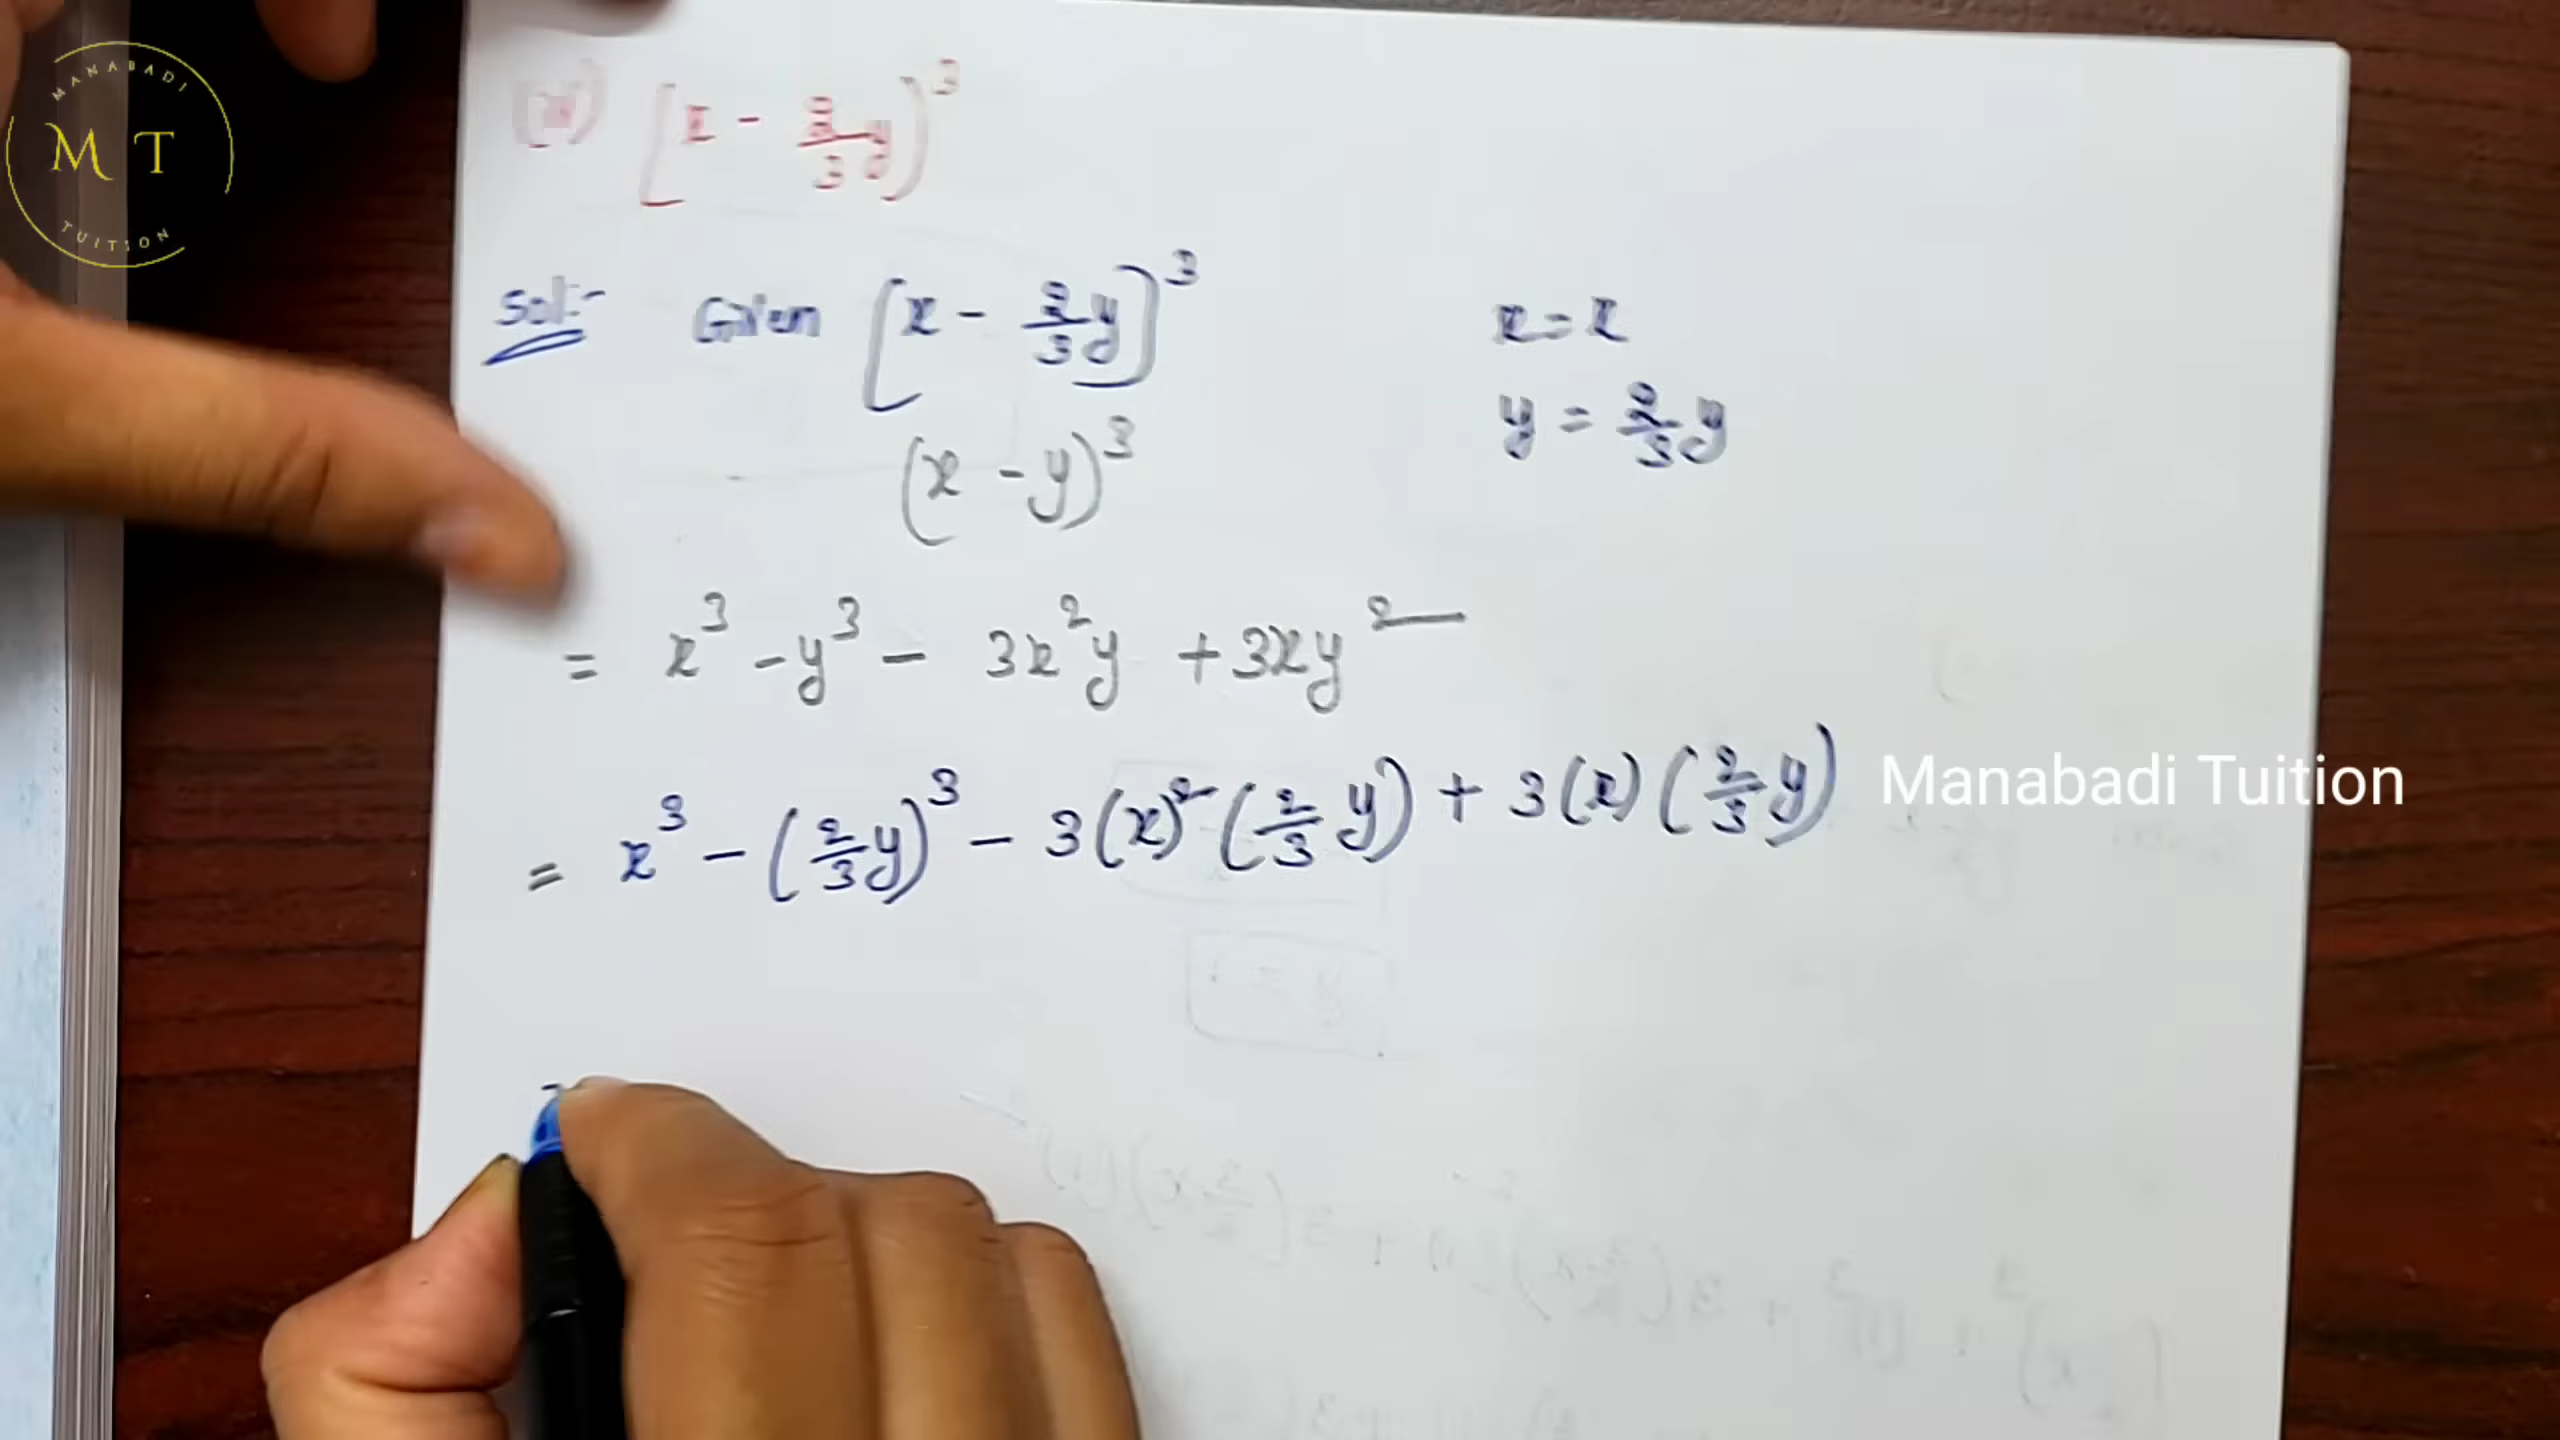 MANABADI
MT
TUITION
(iv) [x - 2/3 y)^3
Sol:- Given [x - 2/3 y]^3 x = x
y = 2/3 y
(x - y)^3
= x^3 - y^3 - 3x^2y + 3xy^2
= x^3 - (2/3 y)^3 - 3(x)^2 (2/3 y) + 3(x) (2/3 y)
Manabadi Tuition